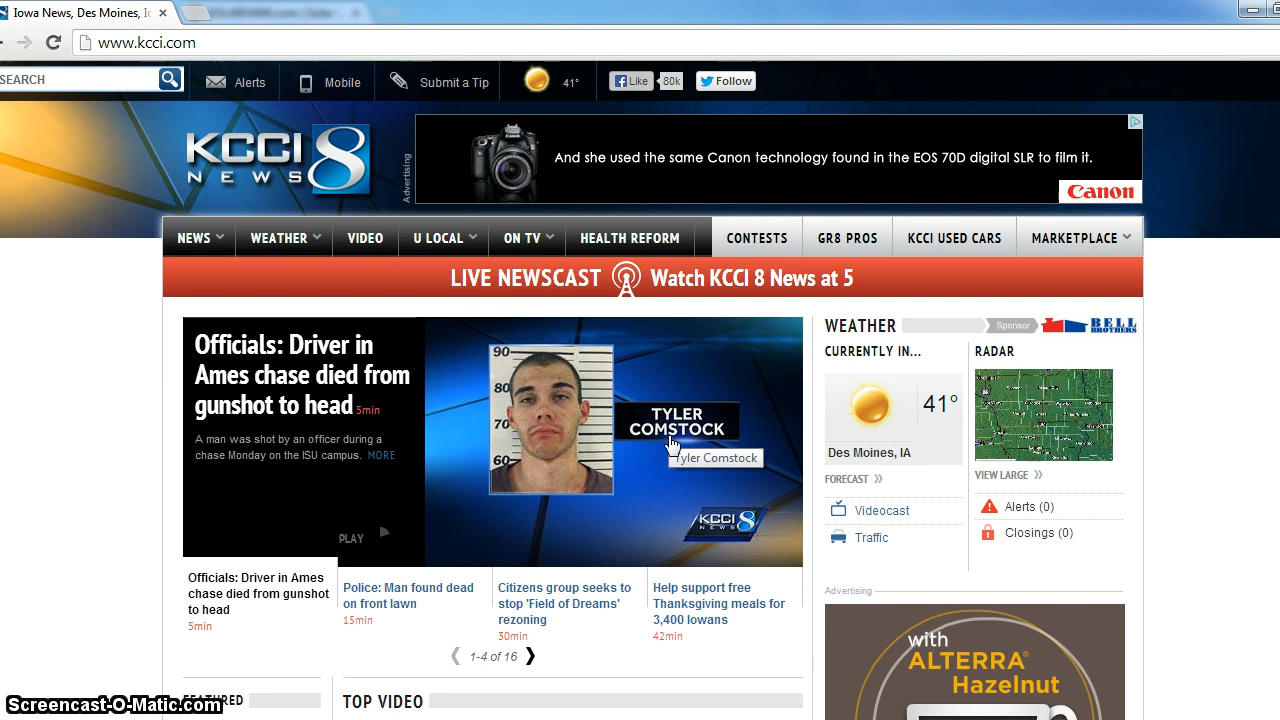 Iowa News, Des Moines, Io
www.kcci.com
SEARCH
Alerts
Mobile
Submit a Tip
41°
Like
80k
Follow
KCCI 8
NEWS
Advertising
And she used the same Canon technology found in the EOS 70D digital SLR to film it.
Canon
NEWS
WEATHER
VIDEO
U LOCAL
ON TV
HEALTH REFORM
CONTESTS
GR8 PROS
KCCI USED CARS
MARKETPLACE
LIVE NEWSCAST Watch KCCI 8 News at 5
Officials: Driver in
Ames chase died from
gunshot to head 5min
A man was shot by an officer during a
chase Monday on the ISU campus. MORE
PLAY
90
80
70
60
TYLER
COMSTOCK
Tyler Comstock
KCCI 8
NEWS
Officials: Driver in Ames
chase died from gunshot
to head
5min
Police: Man found dead
on front lawn
15min
Citizens group seeks to
stop 'Field of Dreams'
rezoning
30min
Help support free
Thanksgiving meals for
3,400 Iowans
42min
1-4 of 16
FEATURED
TOP VIDEO
WEATHER
Sponsor
BELL
BROTHERS
CURRENTLY IN...
41°
Des Moines, IA
FORECAST
Videocast
Traffic
RADAR
VIEW LARGE
Alerts (0)
Closings (0)
Advertising
with
ALTERRA®
Hazelnut
Screencast-O-Matic.com